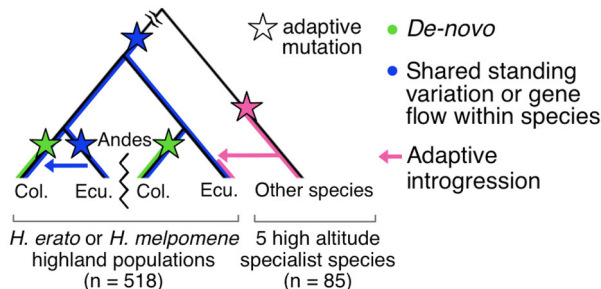 adaptive
mutation
De-novo
Shared standing
variation or gene
flow within species
Adaptive
introgression
Andes
Col. Ecu. Col. Ecu. Other species
H. erato or H. melpomene
highland populations
(n = 518)
5 high altitude
specialist species
(n = 85)